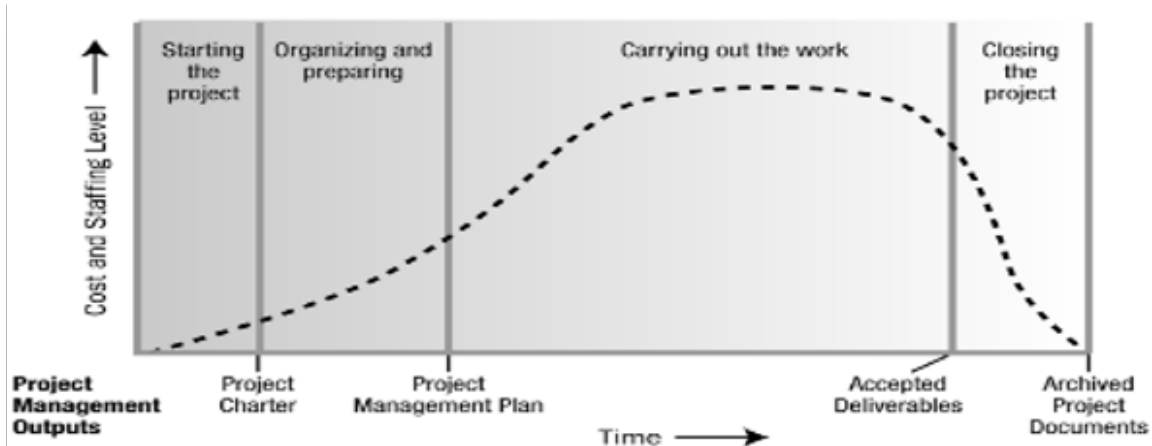 Starting
the
project
Organizing and
preparing
Carrying out the work
Closing
the
project
Cost and Staffing Level
Project
Management
Outputs
Project
Charter
Project
Management Plan
Accepted
Deliverables
Archived
Project
Documents
Time